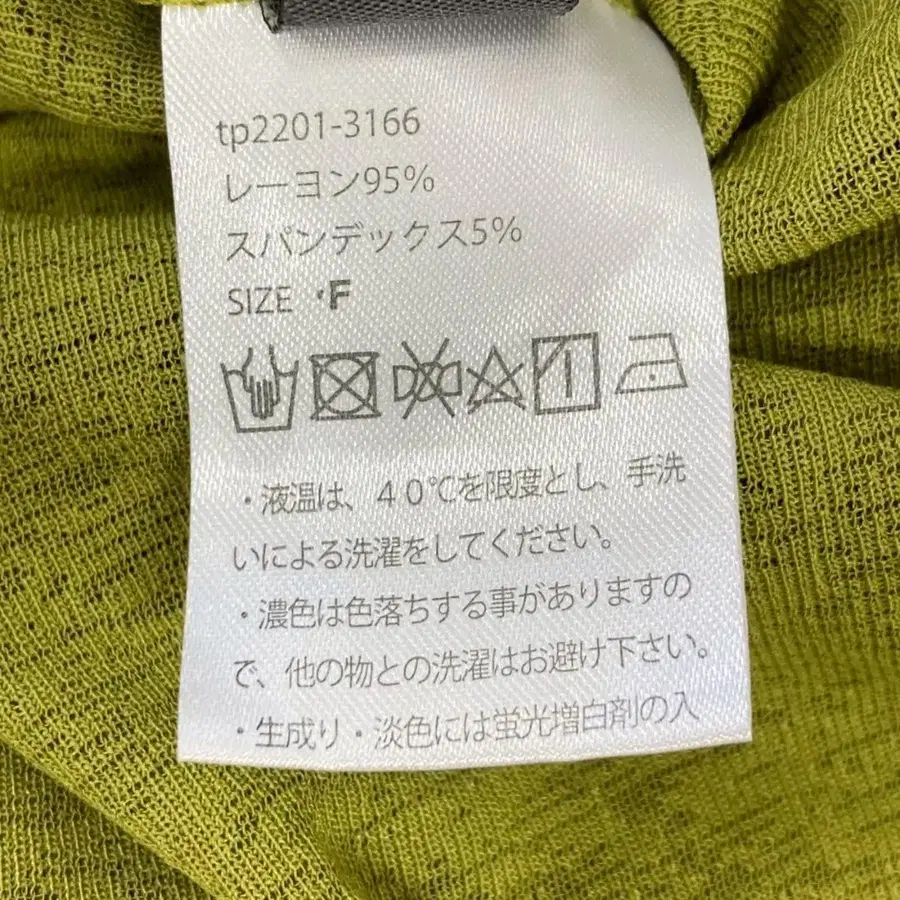 tp2201-3166
レーヨン95%
スパンデックス5%
SIZE ・F
・液温は、４０℃を限度とし、手洗
いによる洗濯をしてください。
・濃色は色落ちする事がありますの
で、他の物との洗濯はお避け下さい。
・生成り・淡色には蛍光増白剤の入